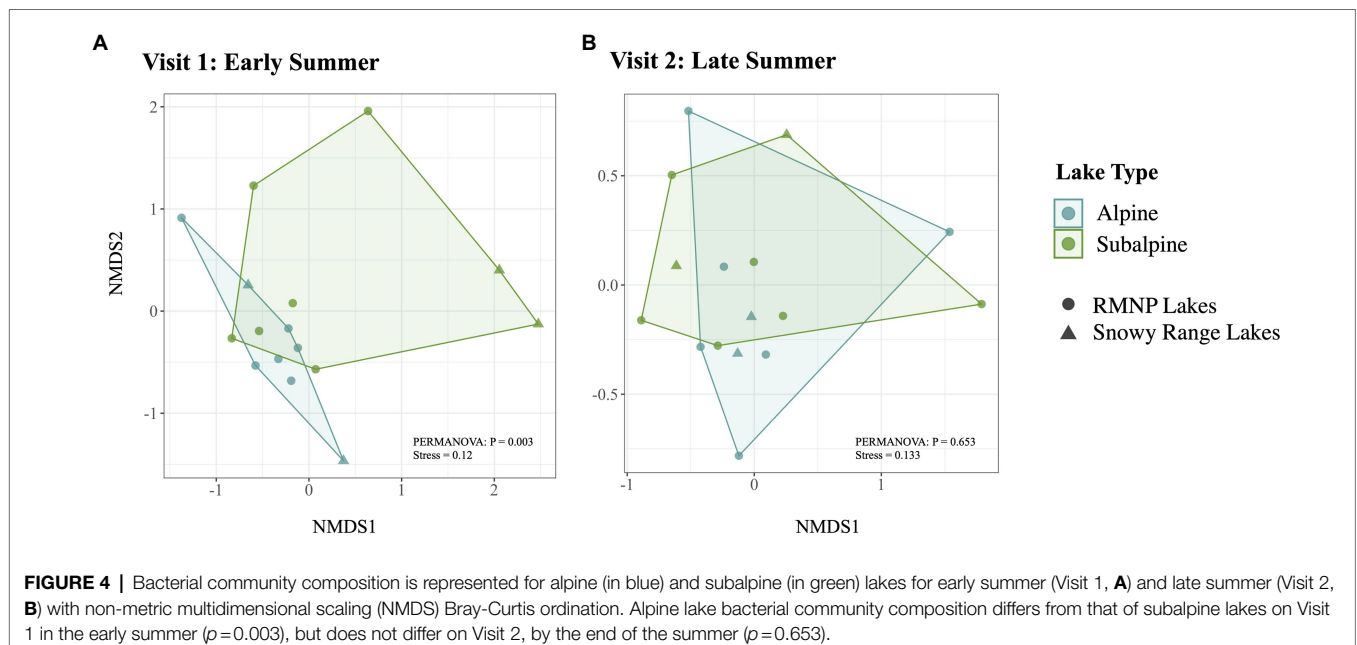 A
Visit 1: Early Summer
2
1
0
-1
-1
0
1
2
NMDS2
NMDS1
PERMANOVA: P = 0.003
Stress = 0.12
B
Visit 2: Late Summer
0.5
0.0
-0.5
-1
0
1
NMDS1
PERMANOVA: P = 0.653
Stress = 0.133
Lake Type
Alpine
Subalpine
RMNP Lakes
Snowy Range Lakes
FIGURE 4 | Bacterial community composition is represented for alpine (in blue) and subalpine (in green) lakes for early summer (Visit 1, A) and late summer (Visit 2,
B) with non-metric multidimensional scaling (NMDS) Bray-Curtis ordination. Alpine lake bacterial community composition differs from that of subalpine lakes on Visit
1 in the early summer (p = 0.003), but does not differ on Visit 2, by the end of the summer (p = 0.653).